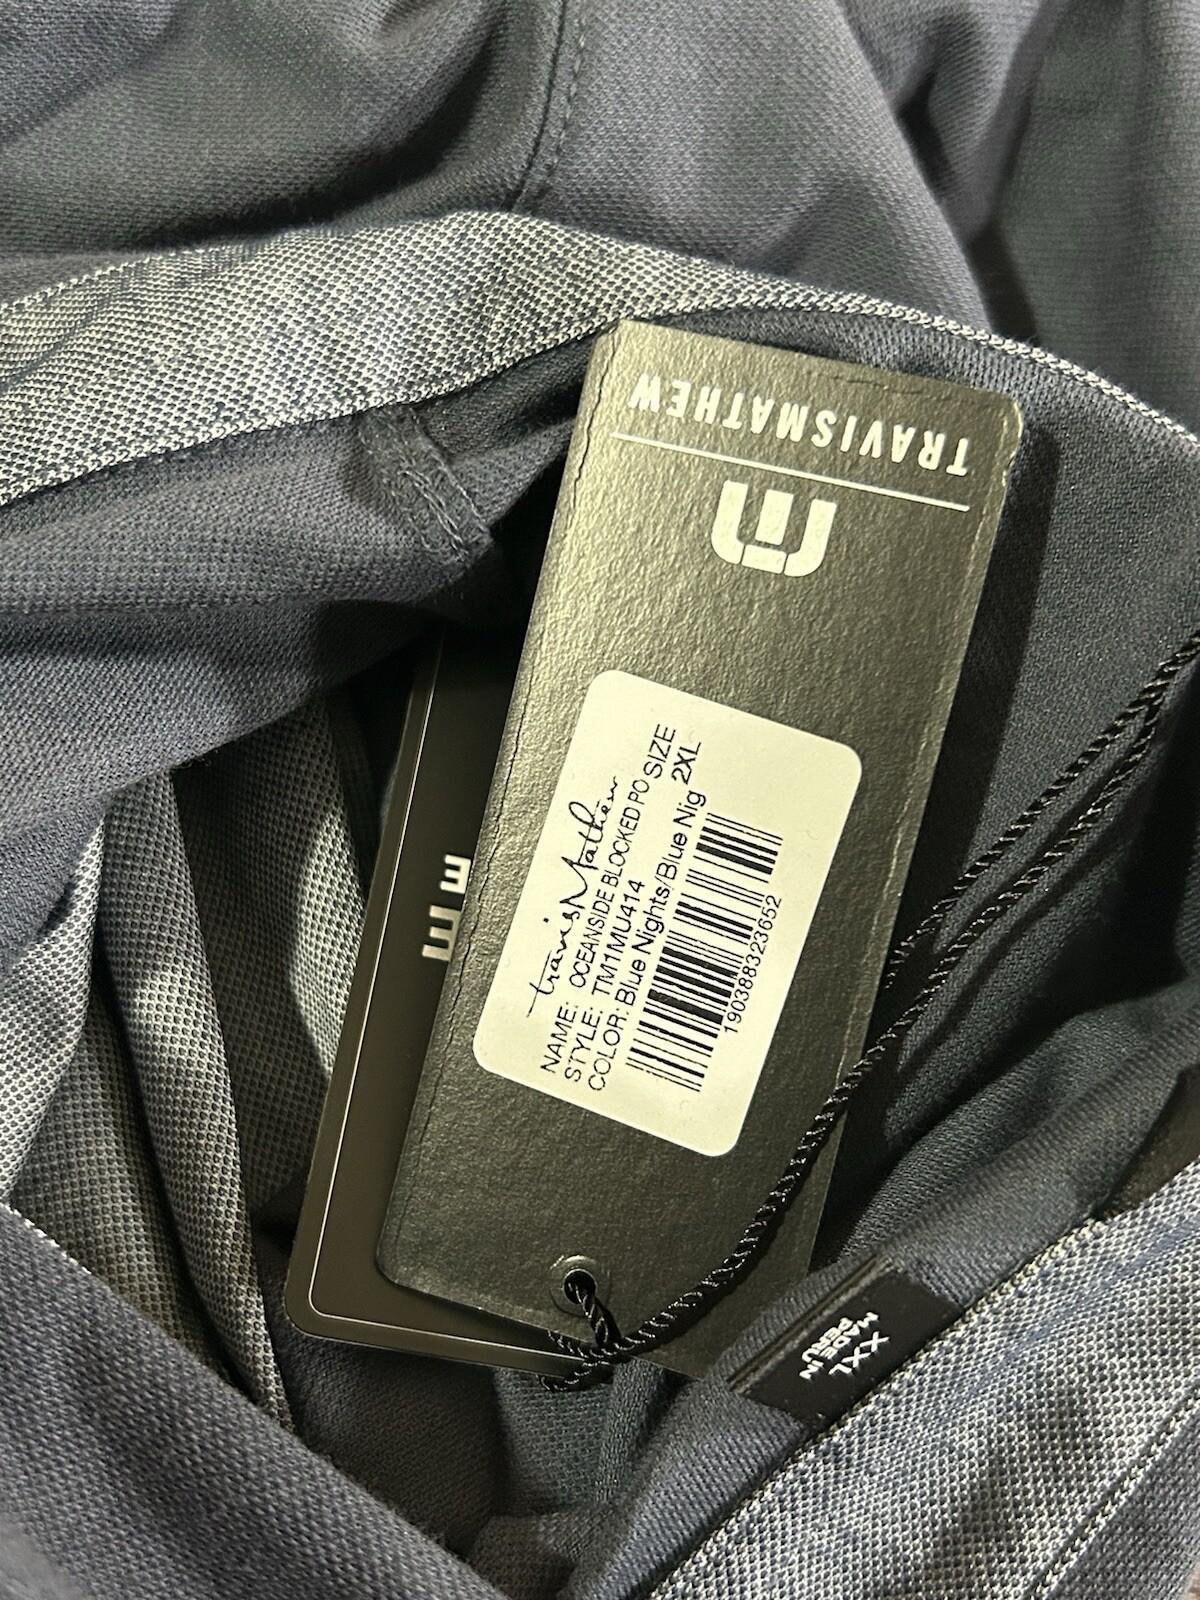 TRAVISMATHEW
travisMathew
NAME: OCEANSIDE BLOCKED PO
STYLE: TM1MU414
COLOR: Blue Nights/Blue Nig
SIZE
2XL
190388323652
XXL
MADE IN
PERU